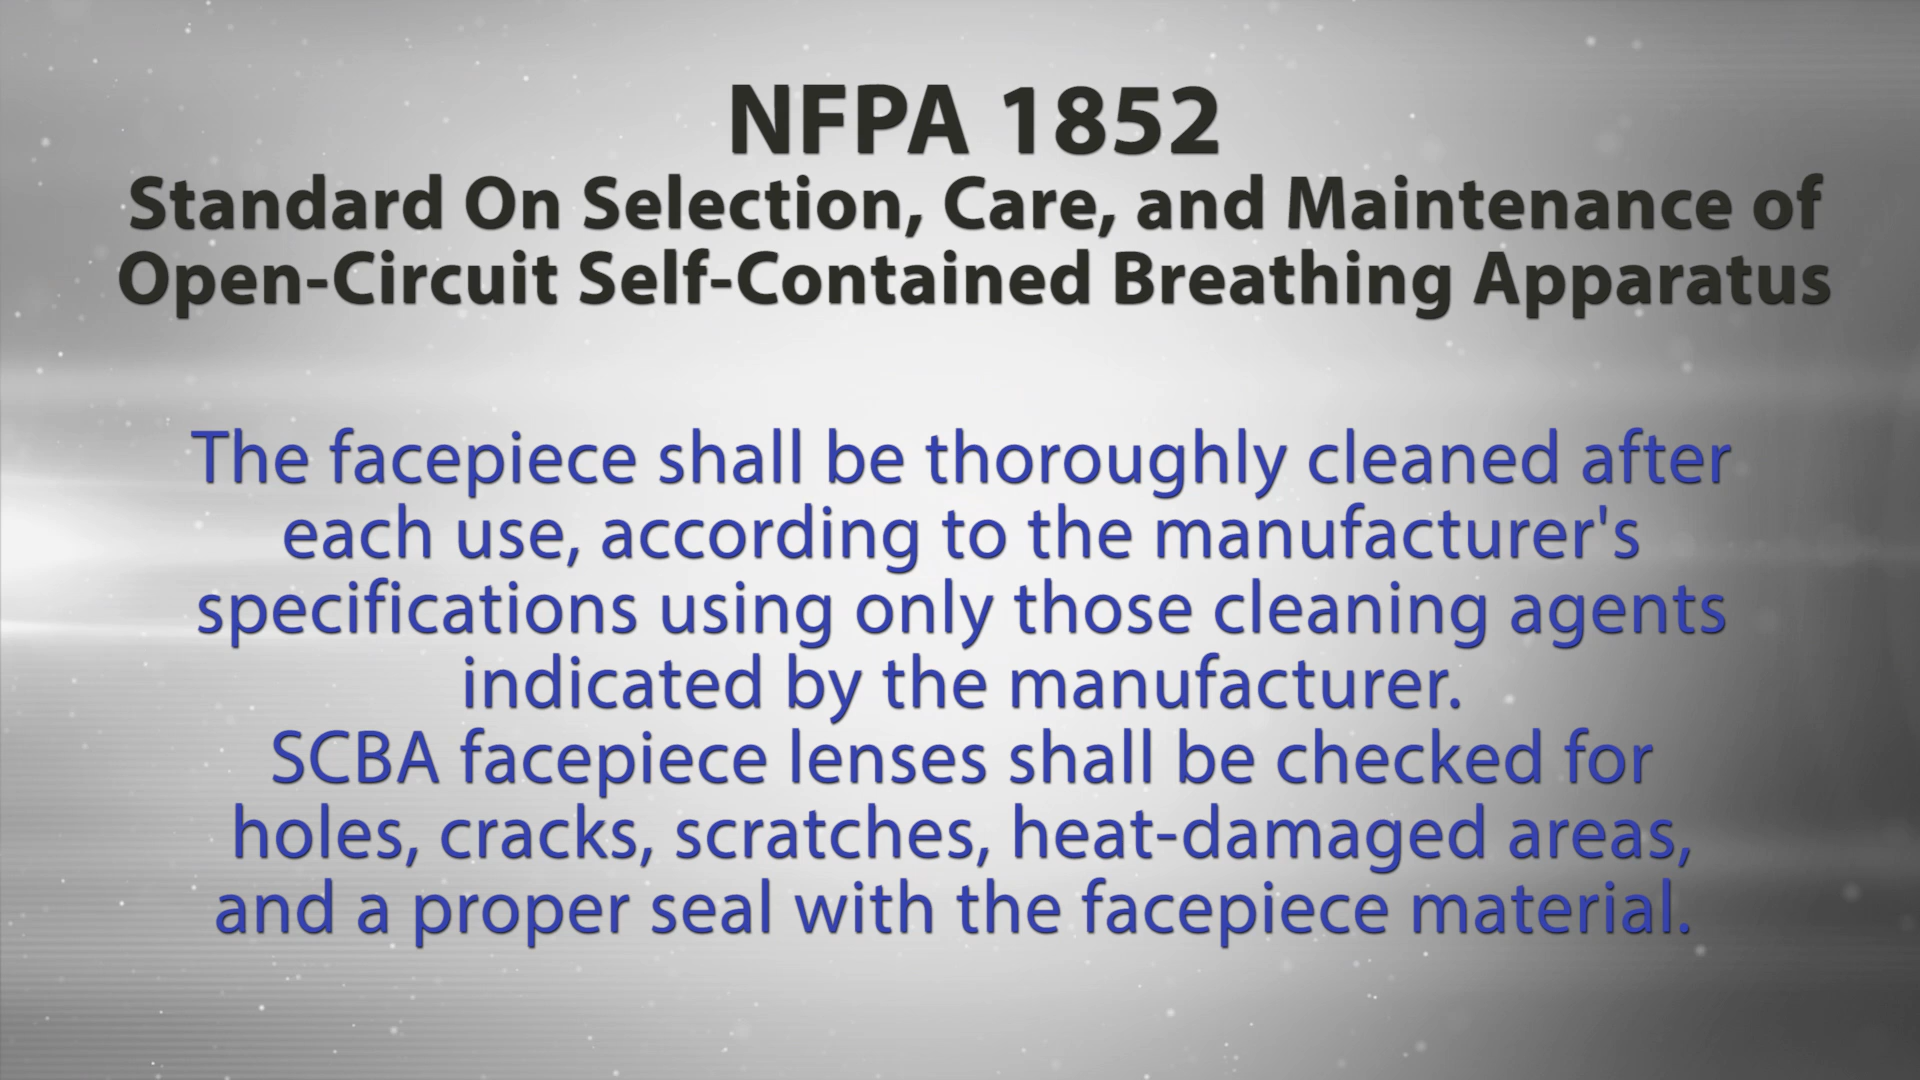 NFPA 1852
Standard On Selection, Care, and Maintenance of
Open-Circuit Self-Contained Breathing Apparatus
The facepiece shall be thoroughly cleaned after
each use, according to the manufacturer's
specifications using only those cleaning agents
indicated by the manufacturer.
SCBA facepiece lenses shall be checked for
holes, cracks, scratches, heat-damaged areas,
and a proper seal with the facepiece material.